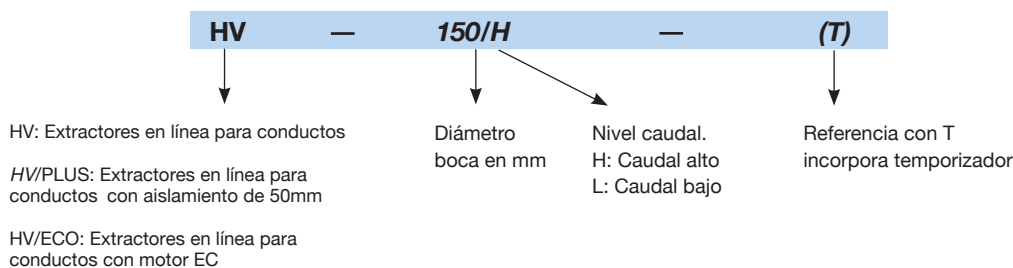 HV — 150/H — (T)
HV: Extractores en línea para conductos
HV/PLUS: Extractores en línea para
conductos con aislamiento de 50mm
HV/ECO: Extractores en línea para
conductos con motor EC
Diámetro
boca en mm
Nivel caudal.
H: Caudal alto
L: Caudal bajo
Referencia con T
incorpora temporizador